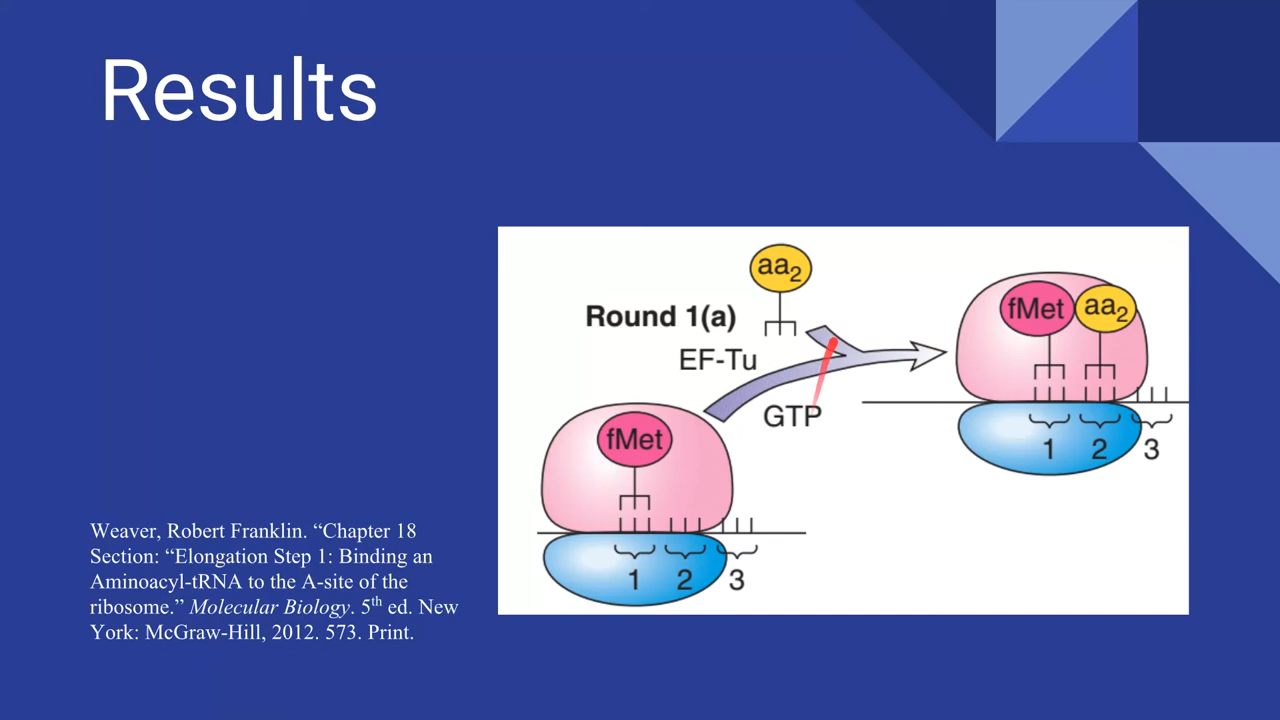 Results
aa2
Round 1(a)
EF-Tu
GTP
fMet
1 2 3
fMet aa2
1 2 3
Weaver, Robert Franklin. “Chapter 18
Section: “Elongation Step 1: Binding an
Aminoacyl-tRNA to the A-site of the
ribosome.” Molecular Biology. 5th ed. New
York: McGraw-Hill, 2012. 573. Print.